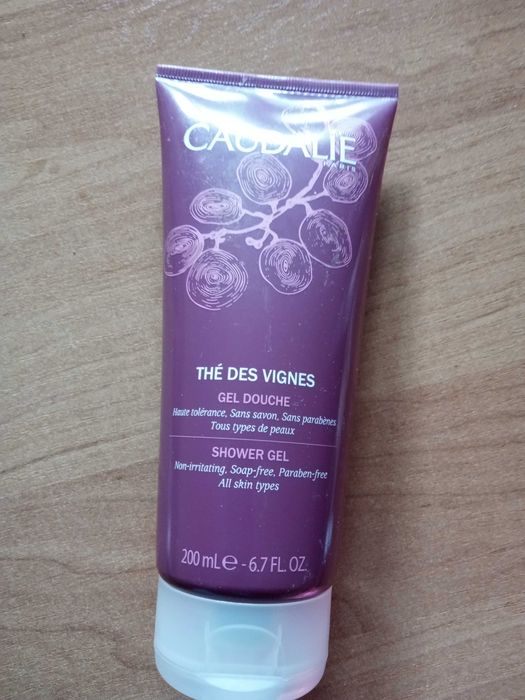 CAUDALIE
PARIS
THÉ DES VIGNES
GEL DOUCHE
Haute tolérance, Sans savon, Sans parabènes
Tous types de peaux
SHOWER GEL
Non-irritating, Soap-free, Paraben-free
All skin types
200 mL℮ - 6.7 FL. OZ.